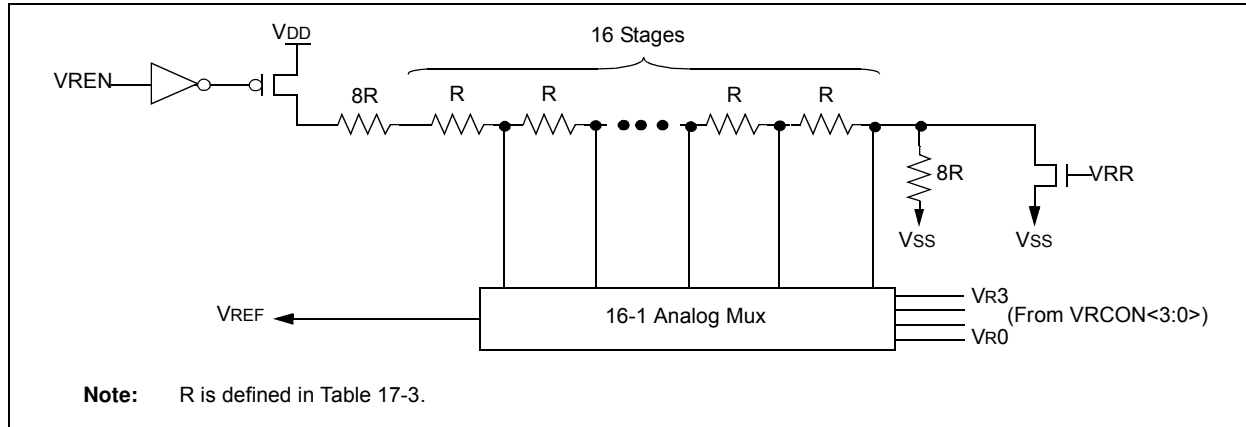 VDD
16 Stages
VREN
8R
R
R
R
R
8R
VRR
VSS
VSS
VREF
16-1 Analog Mux
VR3
(From VRCON<3:0>)
VR0
Note: R is defined in Table 17-3.